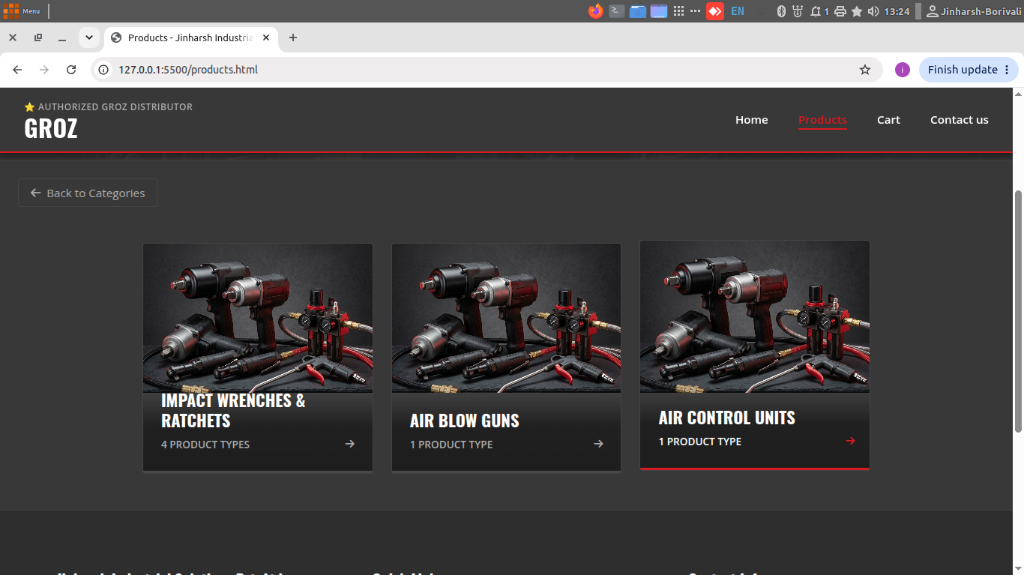 Menu
EN
1
13:24
Jinharsh-Borivali
Products - Jinharsh Industria
127.0.0.1:5500/products.html
Finish update
AUTHORIZED GROZ DISTRIBUTOR
GROZ
Home
Products
Cart
Contact us
Back to Categories
IMPACT WRENCHES &
RATCHETS
4 PRODUCT TYPES
AIR BLOW GUNS
1 PRODUCT TYPE
AIR CONTROL UNITS
1 PRODUCT TYPE